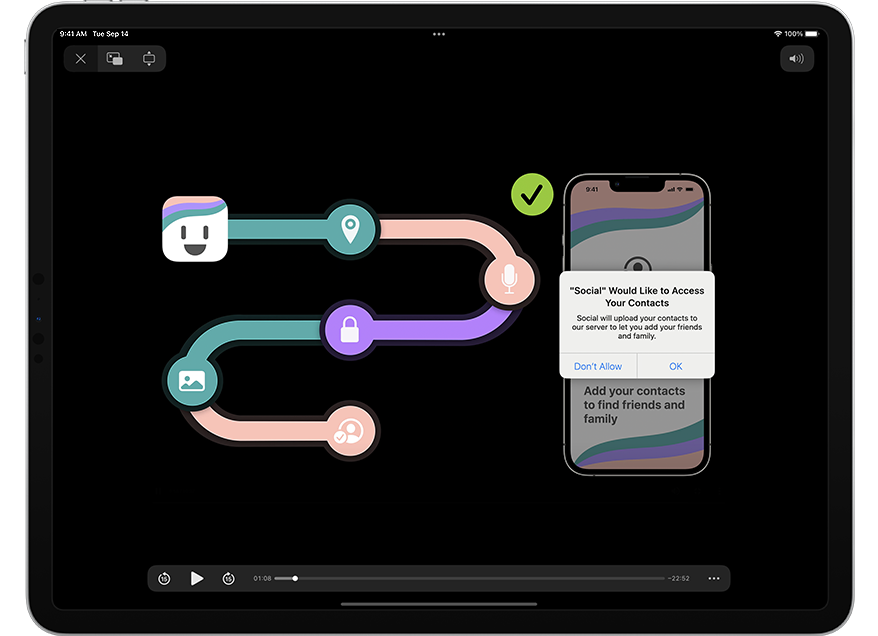 9:41 AM Tue Sep 14
100%
9:41
"Social" Would Like to Access
Your Contacts
Social will upload your contacts to
our server to let you add your friends
and family.
Don't Allow
OK
Add your contacts
to find friends and
family
15
15
01:08
-22:52